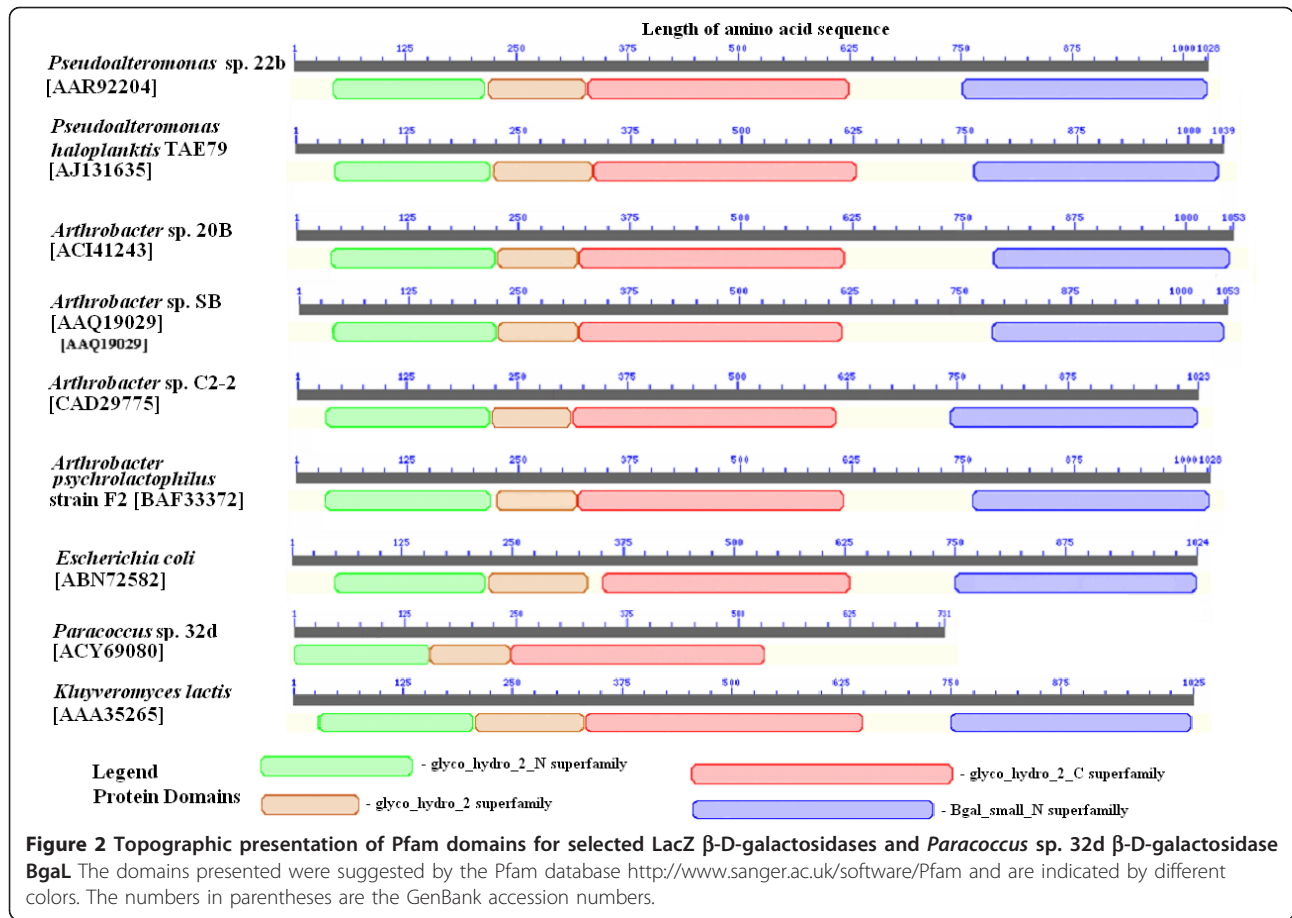 Length of amino acid sequence
1 125 250 375 500 625 750 875 1000 1028
Pseudoalteromonas sp. 22b
[AAR92204]
1 125 250 375 500 625 750 875 1000 1039
Pseudoalteromonas
haloplanktis TAE79
[AJ131635]
1 125 250 375 500 625 750 875 1000 1053
Arthrobacter sp. 20B
[ACI41243]
1 125 250 375 500 625 750 875 1000 1053
Arthrobacter sp. SB
[AAQ19029]
[AAQ19029]
1 125 250 375 500 625 750 875 1023
Arthrobacter sp. C2-2
[CAD29775]
1 125 250 375 500 625 750 875 1000 1028
Arthrobacter
psychrolactophilus
strain F2 [BAF33372]
1 125 250 375 500 625 750 875 1024
Escherichia coli
[ABN72582]
1 125 250 375 500 625 731
Paracoccus sp. 32d
[ACY69080]
1 125 250 375 500 625 750 875 1025
Kluyveromyces lactis
[AAA35265]
Legend
Protein Domains
- glyco_hydro_2_N superfamily
- glyco_hydro_2_C superfamily
- glyco_hydro_2 superfamily
- Bgal_small_N superfamilly
Figure 2 Topographic presentation of Pfam domains for selected LacZ β-D-galactosidases and Paracoccus sp. 32d β-D-galactosidase
BgaL The domains presented were suggested by the Pfam database http://www.sanger.ac.uk/software/Pfam and are indicated by different
colors. The numbers in parentheses are the GenBank accession numbers.